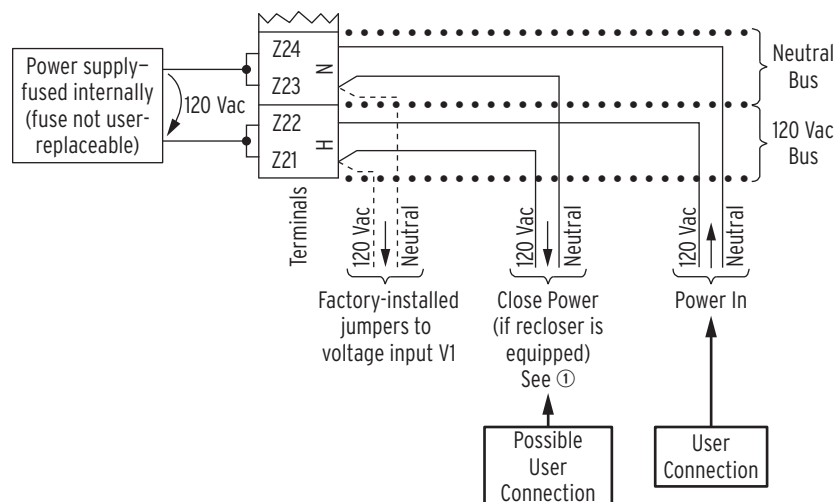 Power supply–
fused internally
(fuse not user-
replaceable)
120 Vac
Z24
Z23
Z22
Z21
N
H
Terminals
Neutral
Bus
120 Vac
Bus
120 Vac
Neutral
Factory-installed
jumpers to
voltage input V1
120 Vac
Neutral
Close Power
(if recloser is
equipped)
See ①
120 Vac
Neutral
Power In
Possible
User
Connection
User
Connection